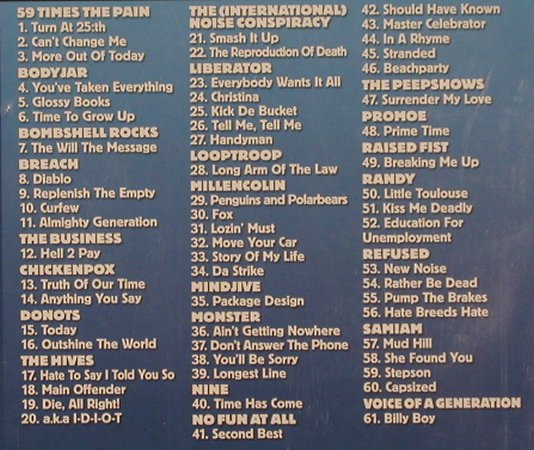 59 TIMES THE PAIN
1. Turn At 25:th
2. Can't Change Me
3. More Out of Today
BODYJAR
4. You've Taken Everything
5. Glossy Books
6. Time To Grow Up
BOMBSHELL ROCKS
7. The Will The Message
BREACH
8. Diablo
9. Replenish The Empty
10. Curfew
11. Almighty Generation
THE BUSINESS
12. Hell 2 Pay
CHICKENPOX
13. Truth Of Our Time
14. Anything You Say
DONOTS
15. Today
16. Outshine The World
THE HIVES
17. Hate To Say I Told You So
18. Main Offender
19. Die, All Right!
20. a.k.a I-D-I-O-T
THE (INTERNATIONAL)
NOISE CONSPIRACY
21. Smash It Up
22. The Reproduction Of Death
LIBERATOR
23. Everybody Wants It All
24. Christina
25. Kick De Bucket
26. Tell Me, Tell Me
27. Handyman
LOOPTROOP
28. Long Arm Of The Law
MILLENCOLIN
29. Penguins and Polarbears
30. Fox
31. Lozin' Must
32. Move Your Car
33. Story Of My Life
34. Da Strike
MINDJIVE
35. Package Design
MONSTER
36. Ain't Getting Nowhere
37. Don't Answer The Phone
38. You'll Be Sorry
39. Longest Line
NINE
40. Time Has Come
NO FUN AT ALL
41. Second Best
42. Should Have Known
43. Master Celebrator
44. In A Rhyme
45. Stranded
46. Beachparty
THE PEEPSHOWS
47. Surrender My Love
PROMOE
48. Prime Time
RAISED FIST
49. Breaking Me Up
RANDY
50. Little Toulouse
51. Kiss Me Deadly
52. Education For
Unemployment
REFUSED
53. New Noise
54. Rather Be Dead
55. Pump The Brakes
56. Hate Breeds Hate
SAMIAM
57. Mud Hill
58. She Found You
59. Stepson
60. Capsized
VOICE OF A GENERATION
61. Billy Boy